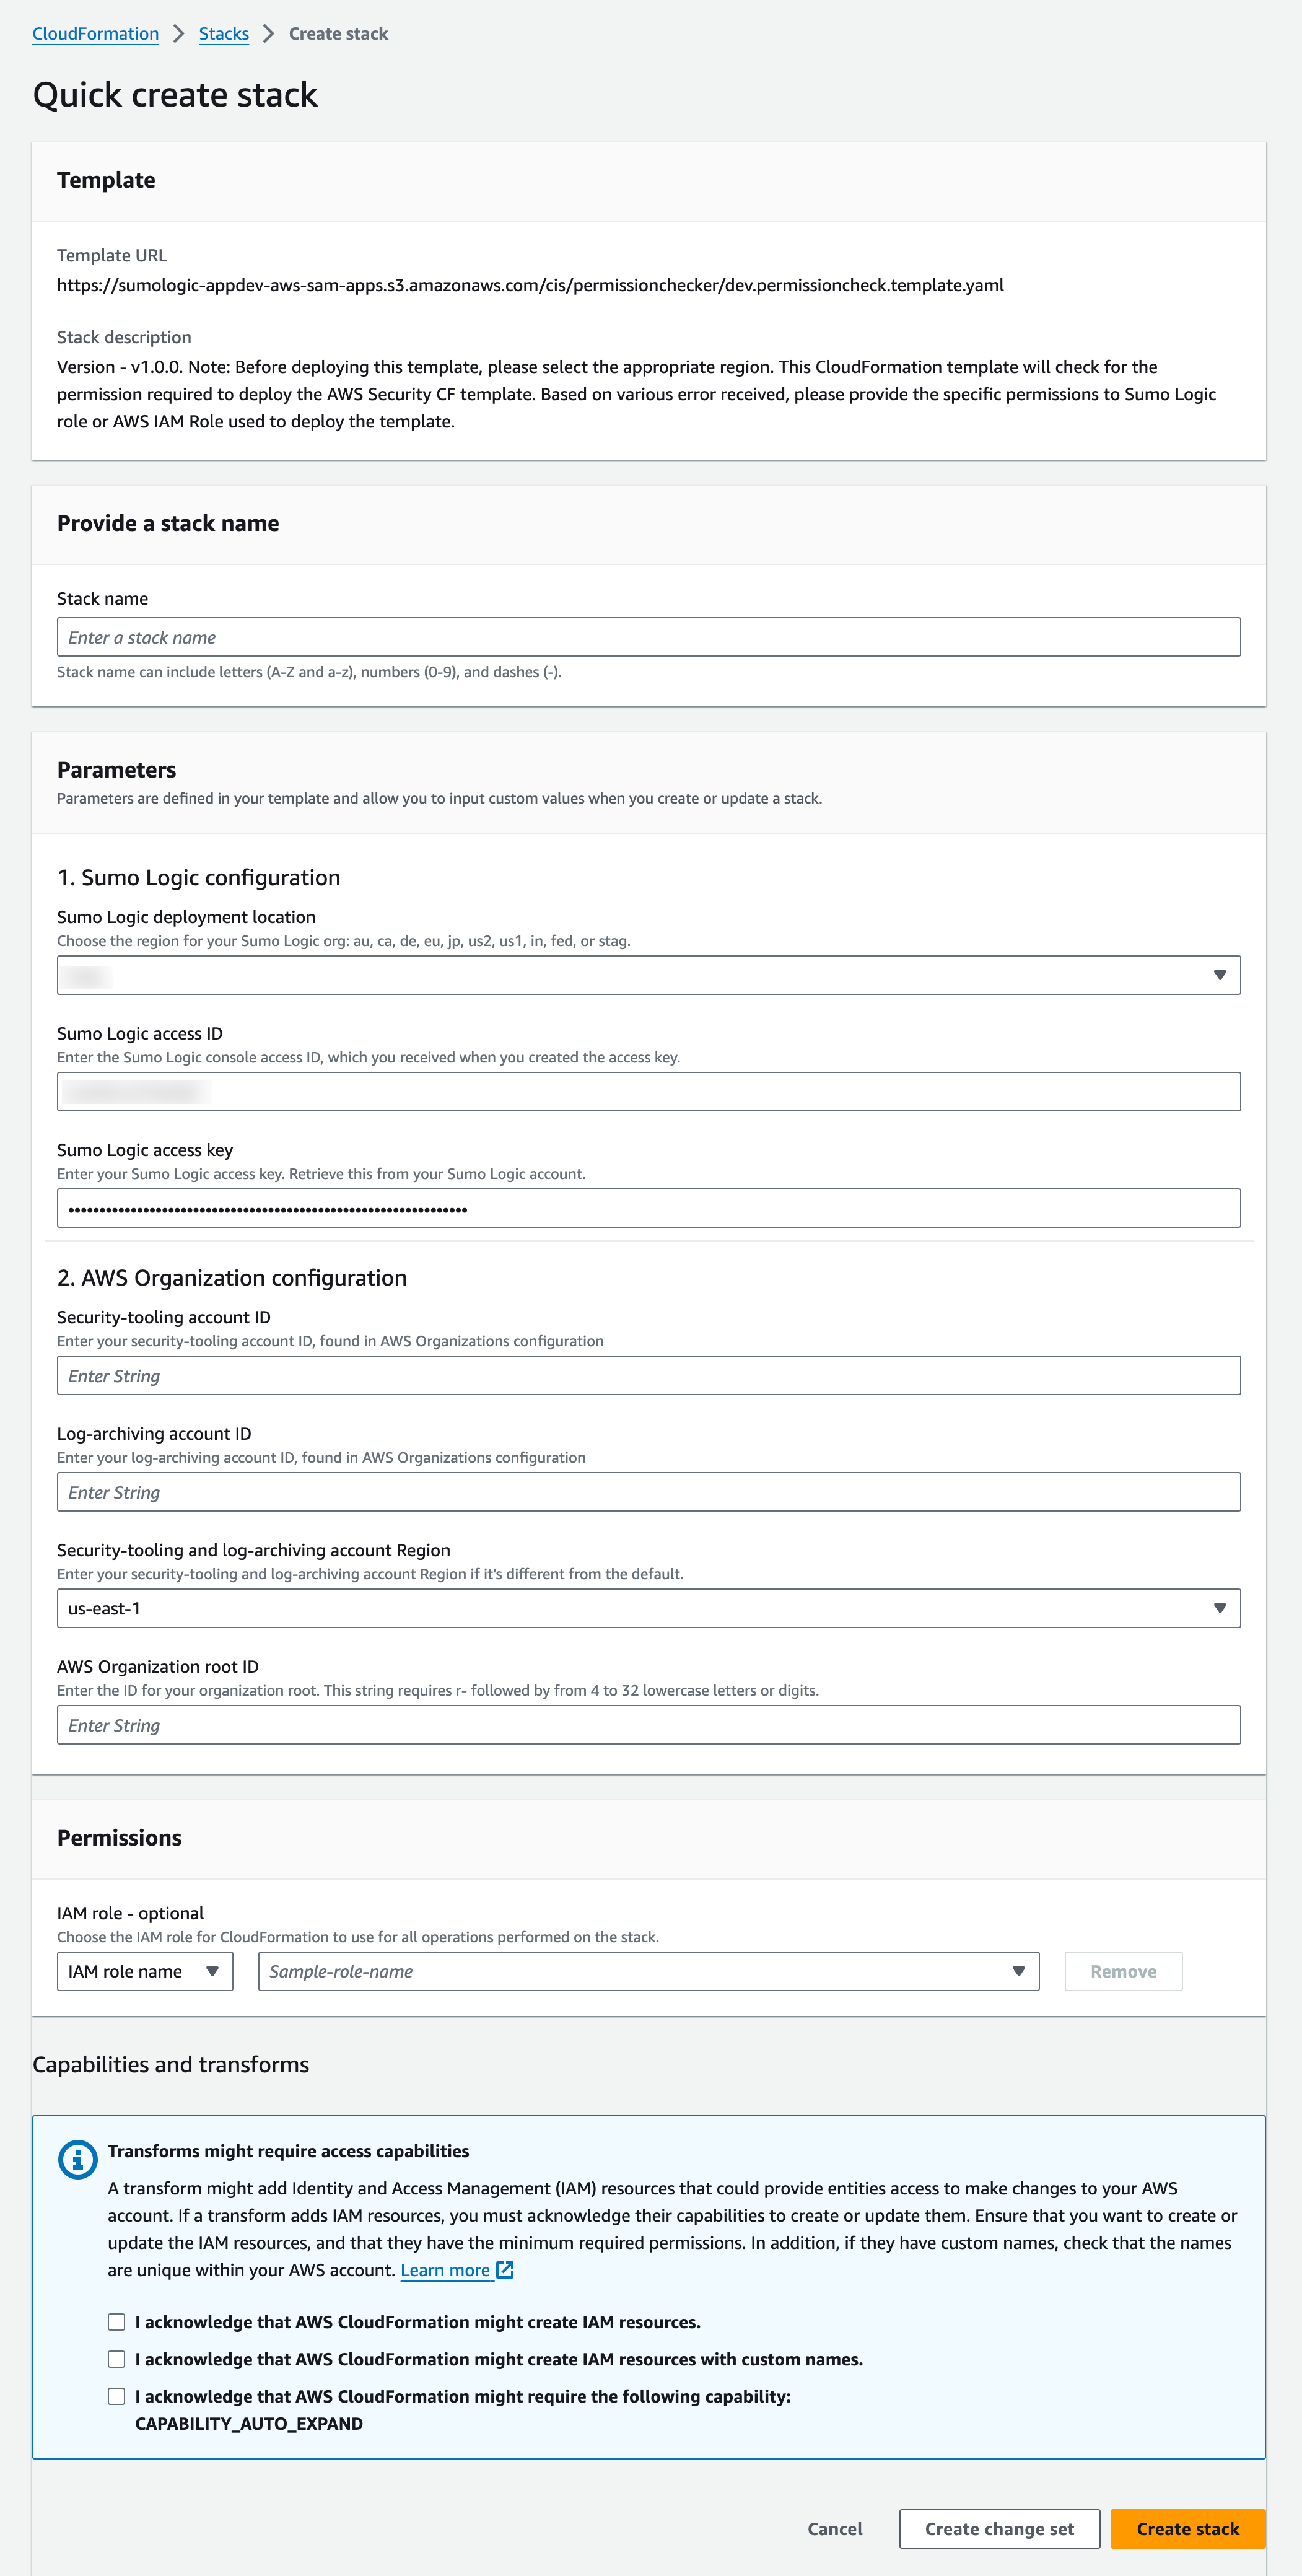 CloudFormation > Stacks > Create stack
Quick create stack
Template
Template URL
https://sumologic-appdev-aws-sam-apps.s3.amazonaws.com/cis/permissionchecker/dev.permissioncheck.template.yaml
Stack description
Version - v1.0.0. Note: Before deploying this template, please select the appropriate region. This CloudFormation template will check for the
permission required to deploy the AWS Security CF template. Based on various error received, please provide the specific permissions to Sumo Logic
role or AWS IAM Role used to deploy the template.
Provide a stack name
Stack name
Enter a stack name
Stack name can include letters (A-Z and a-z), numbers (0-9), and dashes (-).
Parameters
Parameters are defined in your template and allow you to input custom values when you create or update a stack.
1. Sumo Logic configuration
Sumo Logic deployment location
Choose the region for your Sumo Logic org: au, ca, de, eu, jp, us2, us1, in, fed, or stag.
Sumo Logic access ID
Enter the Sumo Logic console access ID, which you received when you created the access key.
Sumo Logic access key
Enter your Sumo Logic access key. Retrieve this from your Sumo Logic account.
2. AWS Organization configuration
Security-tooling account ID
Enter your security-tooling account ID, found in AWS Organizations configuration
Enter String
Log-archiving account ID
Enter your log-archiving account ID, found in AWS Organizations configuration
Enter String
Security-tooling and log-archiving account Region
Enter your security-tooling and log-archiving account Region if it's different from the default.
us-east-1
AWS Organization root ID
Enter the ID for your organization root. This string requires r- followed by from 4 to 32 lowercase letters or digits.
Enter String
Permissions
IAM role - optional
Choose the IAM role for CloudFormation to use for all operations performed on the stack.
IAM role name Sample-role-name Remove
Capabilities and transforms
Transforms might require access capabilities
A transform might add Identity and Access Management (IAM) resources that could provide entities access to make changes to your AWS
account. If a transform adds IAM resources, you must acknowledge their capabilities to create or update them. Ensure that you want to create or
update the IAM resources, and that they have the minimum required permissions. In addition, if they have custom names, check that the names
are unique within your AWS account. Learn more
I acknowledge that AWS CloudFormation might create IAM resources.
I acknowledge that AWS CloudFormation might create IAM resources with custom names.
I acknowledge that AWS CloudFormation might require the following capability:
CAPABILITY_AUTO_EXPAND
Cancel Create change set Create stack